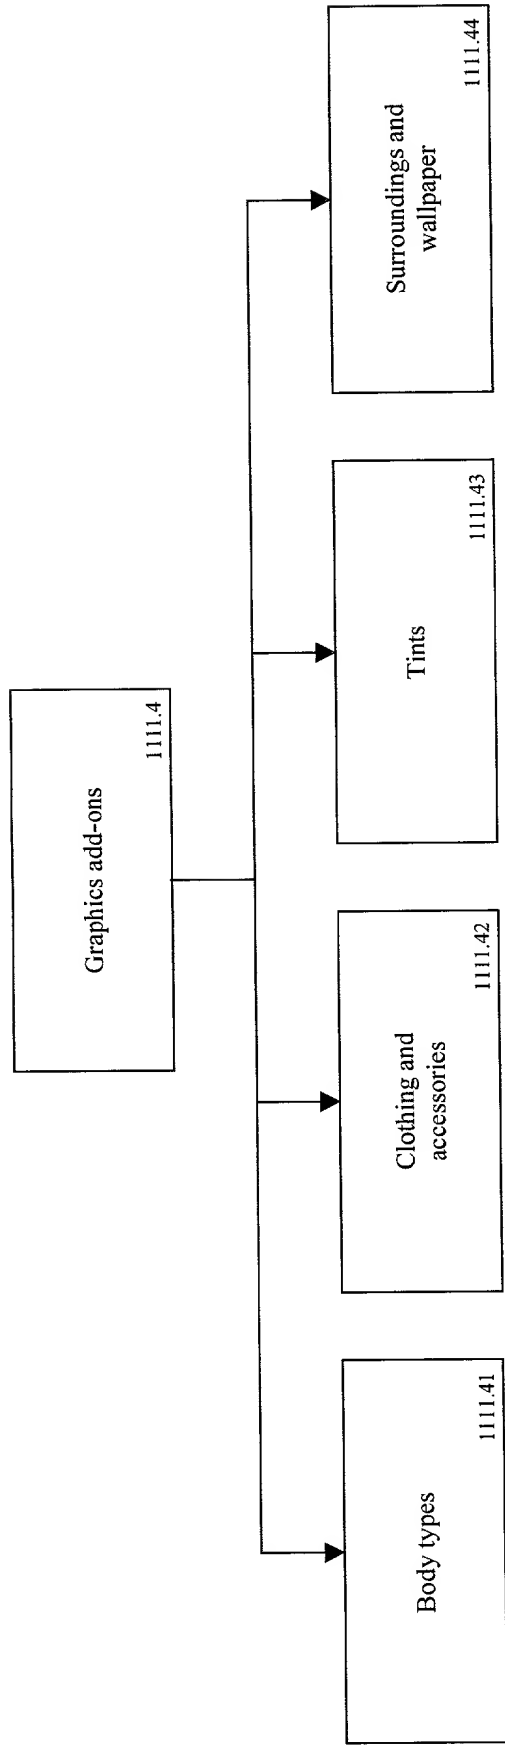 Graphics add-ons
1111.4
Body types
1111.41
Clothing and
accessories
1111.42
Tints
1111.43
Surroundings and
wallpaper
1111.44